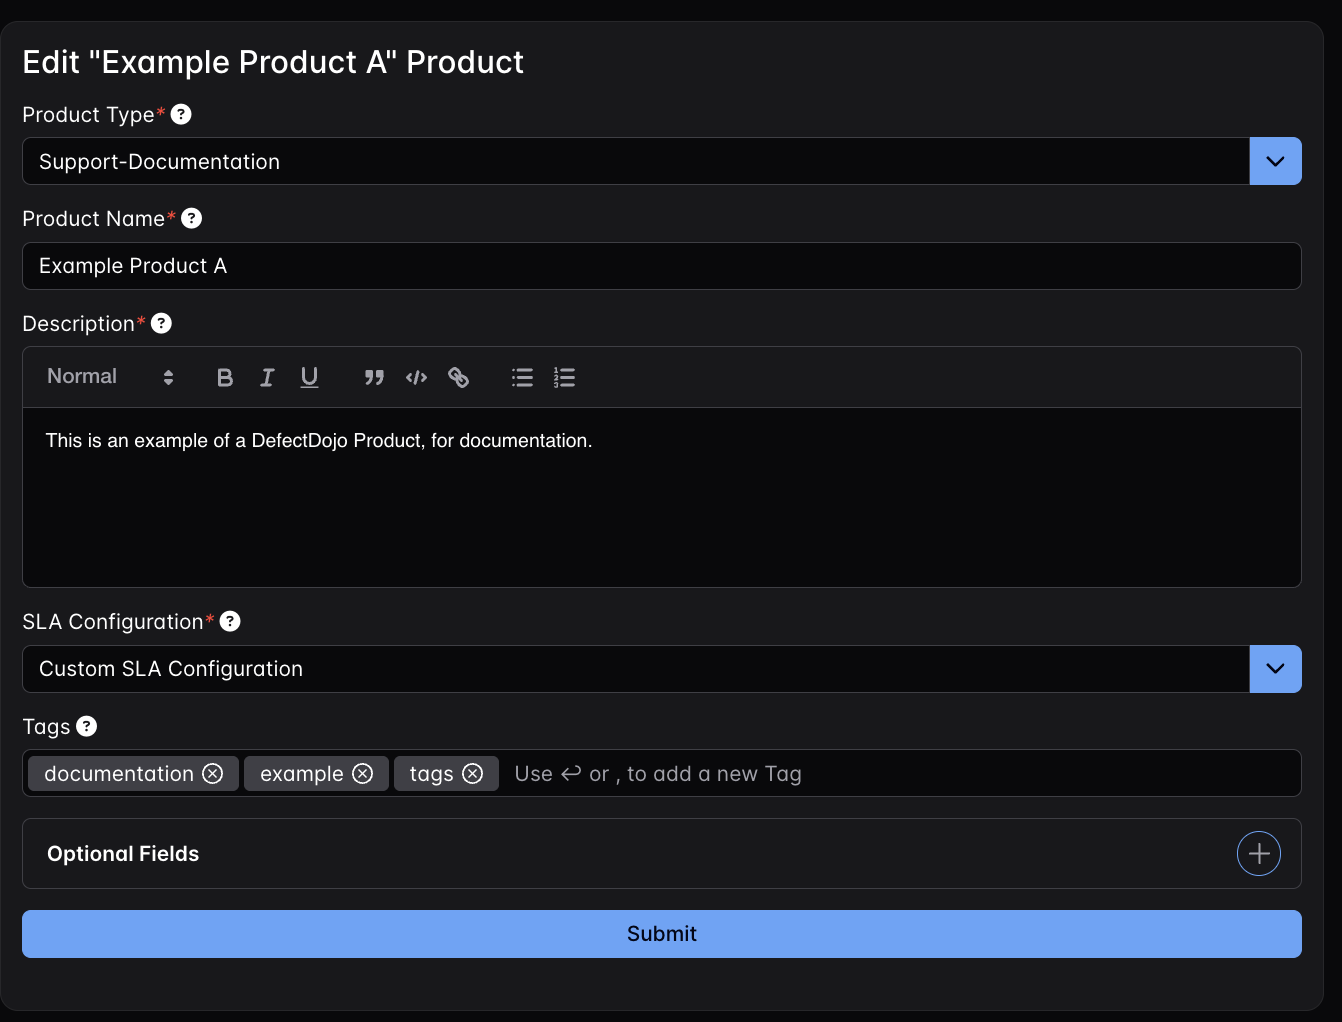 Edit "Example Product A" Product
Product Type* ?
Support-Documentation
Product Name* ?
Example Product A
Description* ?
Normal B I U
This is an example of a DefectDojo Product, for documentation.
SLA Configuration* ?
Custom SLA Configuration
Tags ?
documentation example tags Use ↩ or , to add a new Tag
Optional Fields
Submit